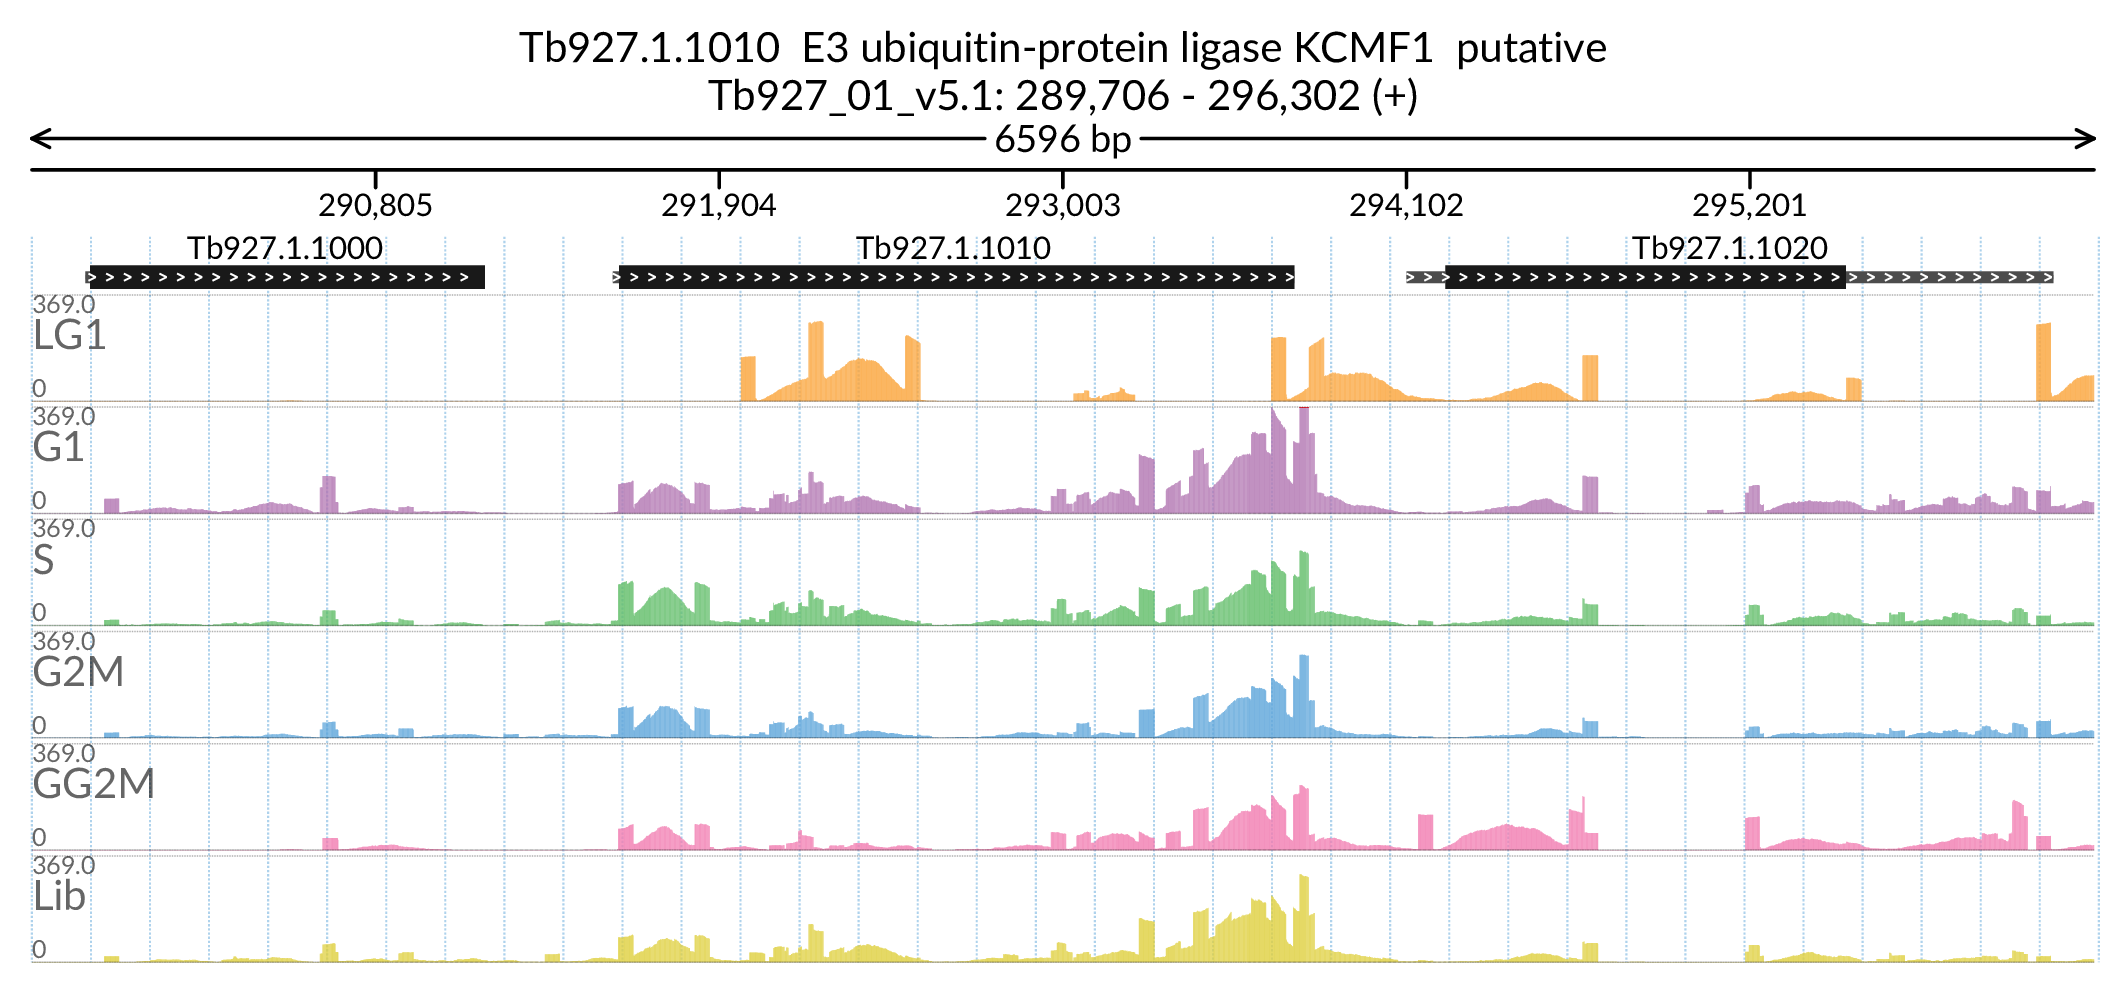 Tb927.1.1010  E3 ubiquitin-protein ligase KCMF1  putative
Tb927_01_v5.1: 289,706 - 296,302 (+)
6596 bp
290,805 291,904 293,003 294,102 295,201
Tb927.1.1000 Tb927.1.1010 Tb927.1.1020
369.0
LG1
0
369.0
G1
0
369.0
S
0
369.0
G2M
0
369.0
GG2M
0
369.0
Lib
0